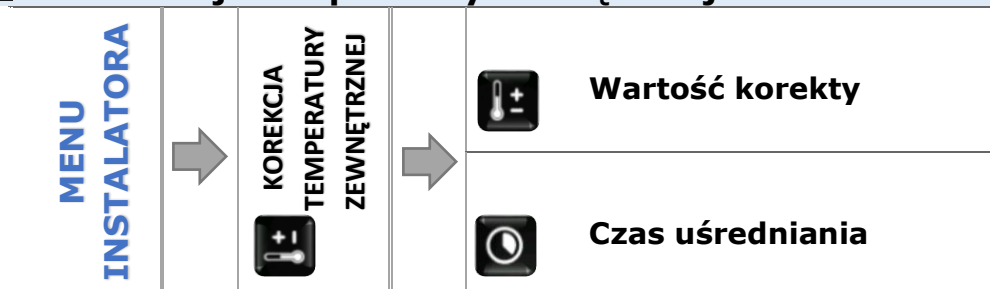 MENU
INSTALATORA
KOREKCJA
TEMPERATURY
ZEWNĘTRZNEJ
Wartość korekty
Czas uśredniania